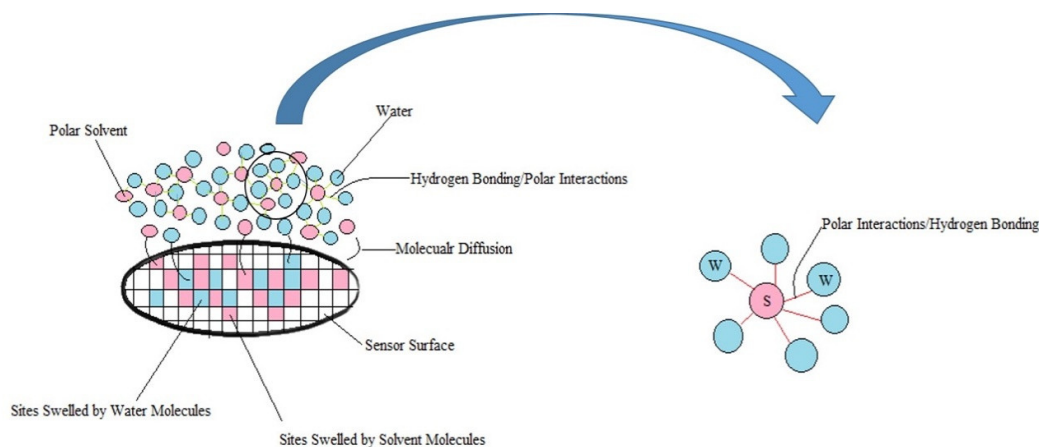 Water
Polar Solvent
Hydrogen Bonding/Polar Interactions
Polar Interactions/Hydrogen Bonding
Molecualr Diffusion
W
W
S
Sensor Surface
Sites Swelled by Water Molecules
Sites Swelled by Solvent Molecules